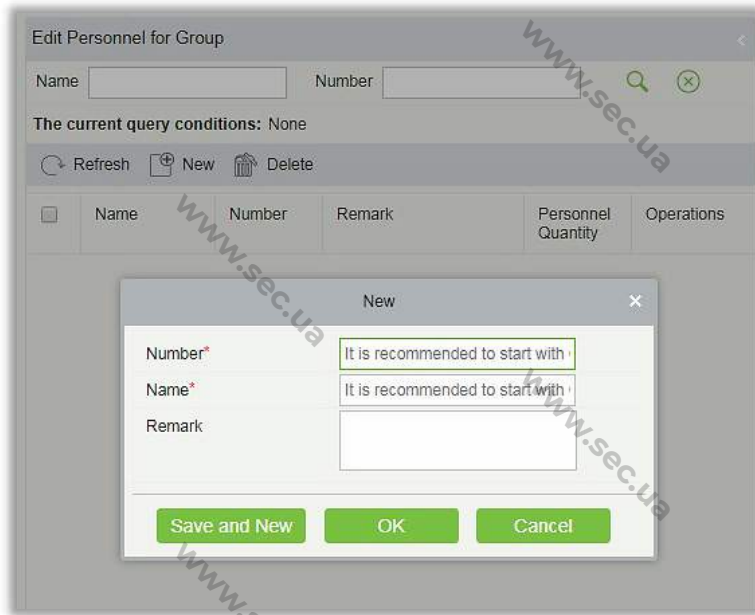 Edit Personnel for Group
Name Number
The current query conditions: None
Refresh New Delete
Name Number Remark Personnel Quantity Operations
New
Number*
It is recommended to start with
Name*
It is recommended to start with
Remark
Save and New OK Cancel
www.sec.ua
www.sec.ua
www.sec.ua
www.s